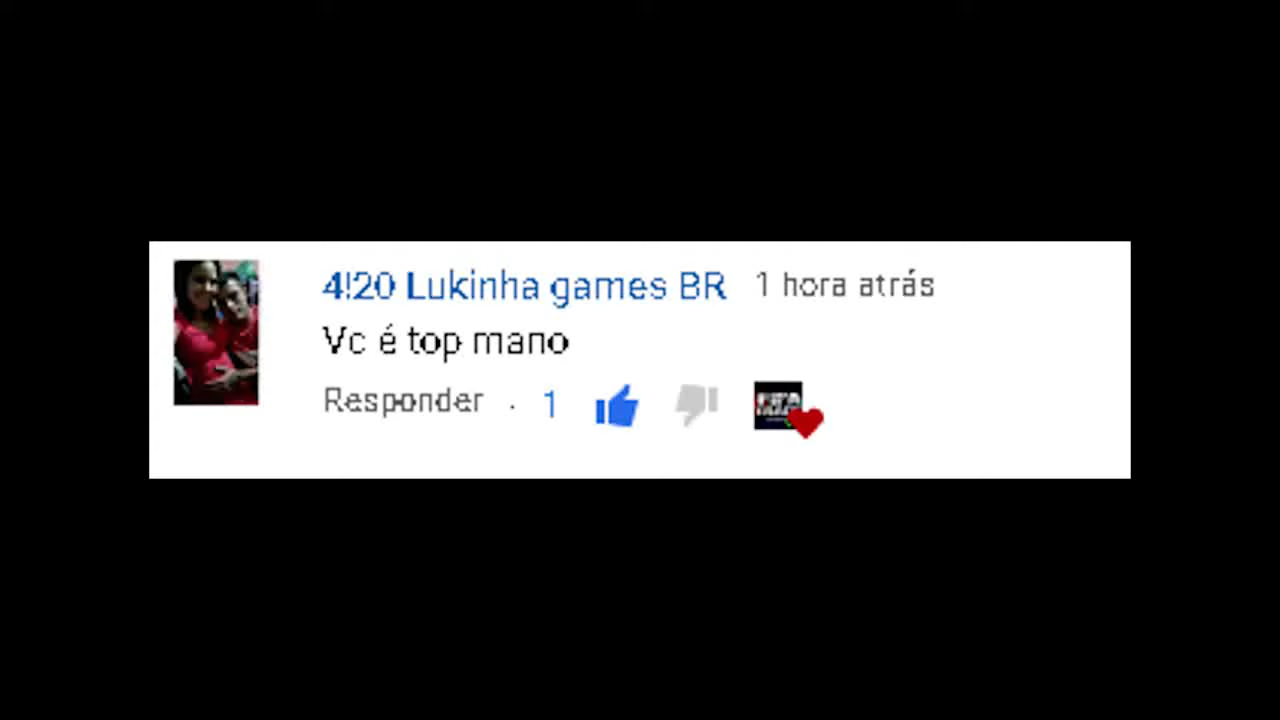 4!20 Lukinha games BR 1 hora atrás
Vc é top mano
Responder · 1